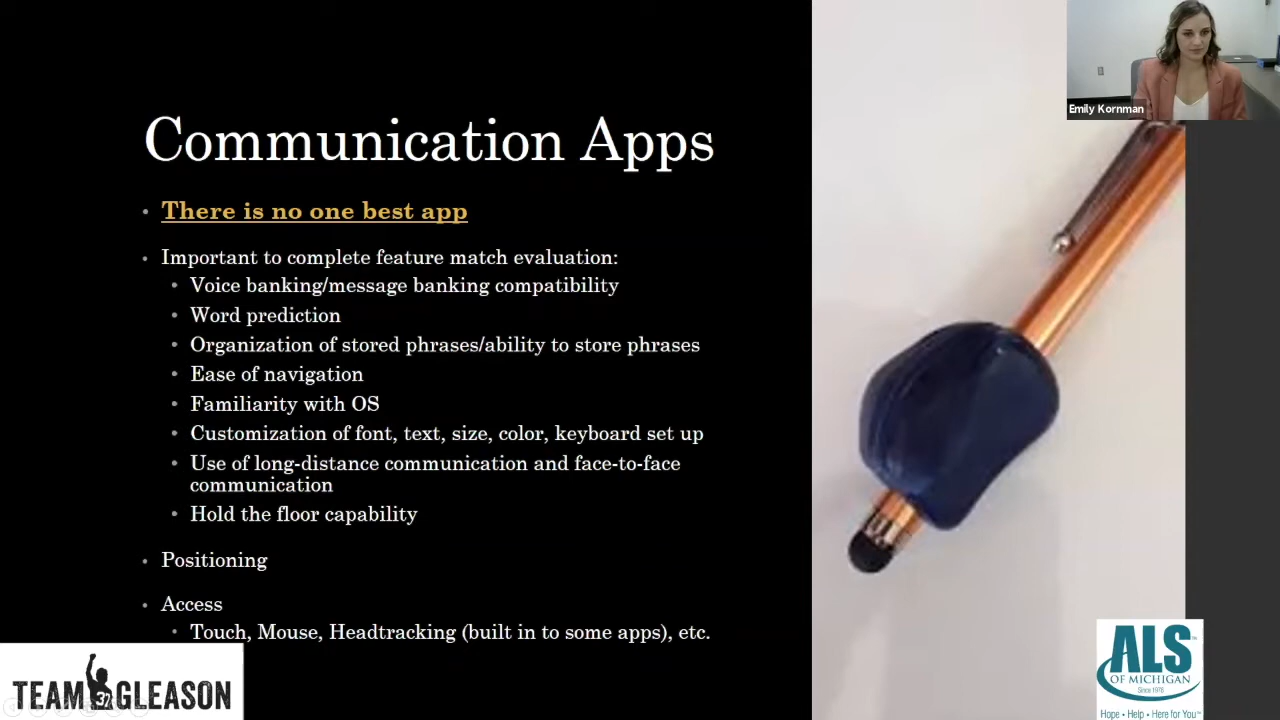 Emily Kornman
Communication Apps
• There is no one best app
• Important to complete feature match evaluation:
• Voice banking/message banking compatibility
• Word prediction
• Organization of stored phrases/ability to store phrases
• Ease of navigation
• Familiarity with OS
• Customization of font, text, size, color, keyboard set up
• Use of long-distance communication and face-to-face
communication
• Hold the floor capability
• Positioning
• Access
• Touch, Mouse, Headtracking (built in to some apps), etc.
TEAM 37 GLEASON
ALS™
OF MICHIGAN
Since 1978
Hope • Help • Here for You™